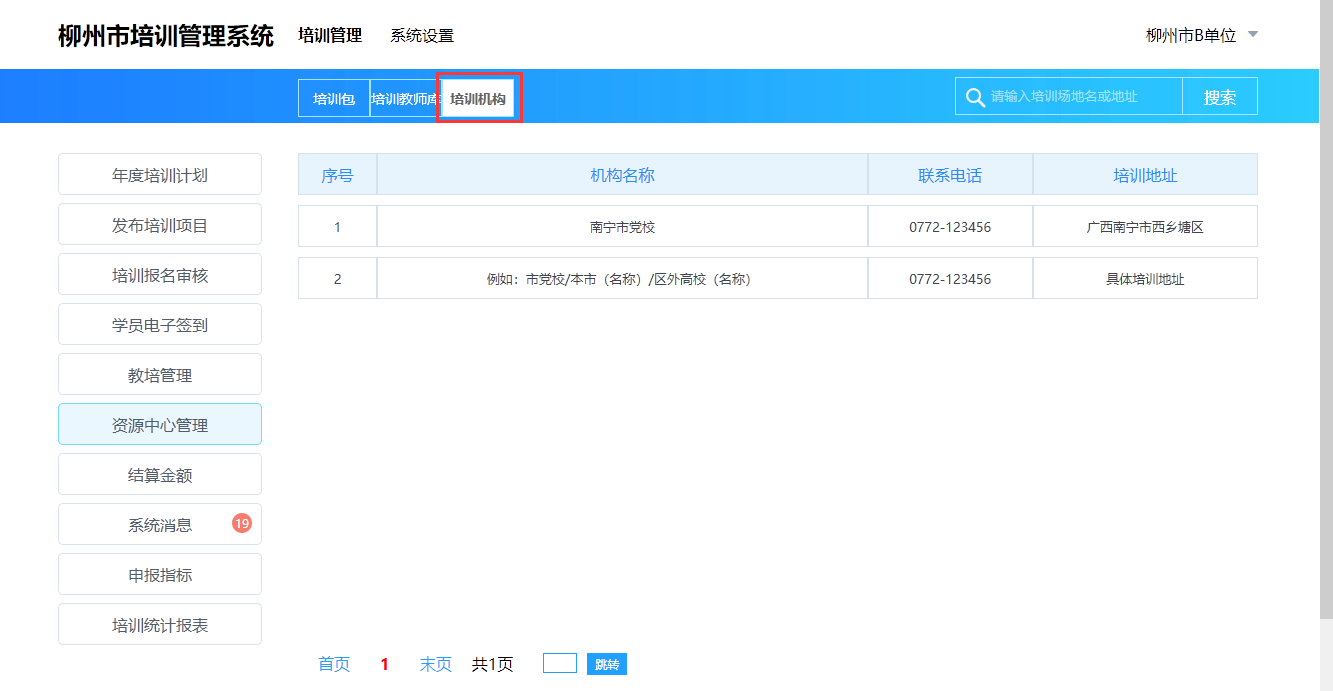 柳州市培训管理系统 培训管理 系统设置 柳州市B单位
培训包 培训教师库 培训机构 请输入培训场地名或地址 搜索
年度培训计划
发布培训项目
培训报名审核
学员电子签到
教培管理
资源中心管理
结算金额
系统消息 19
申报指标
培训统计报表
序号 机构名称 联系电话 培训地址
1 南宁市党校 0772-123456 广西南宁市西乡塘区
2 例如：市党校/本市（名称）/区外高校（名称） 0772-123456 具体培训地址
首页 1 末页 共1页 跳转